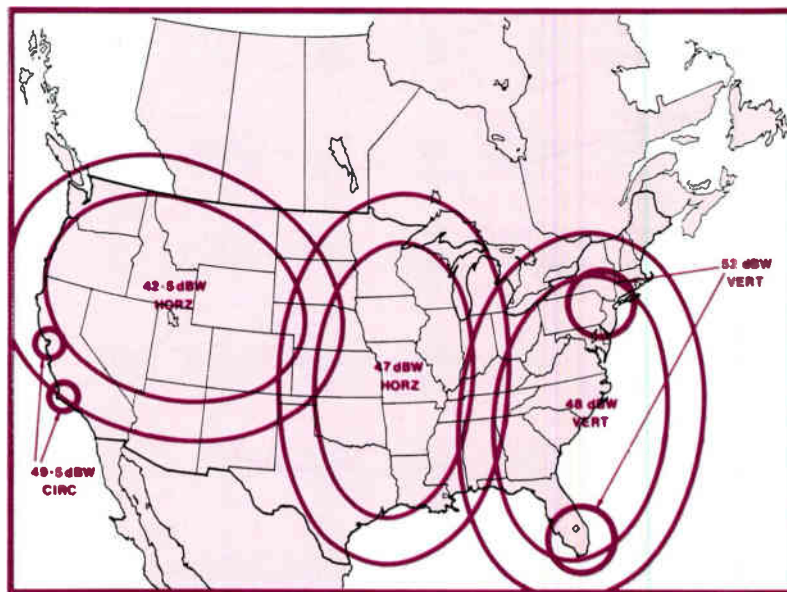 52 dBW
VERT
42·5 dBW
HORZ
47 dBW
HORZ
48 dBW
VERT
49·5 dBW
CIRC